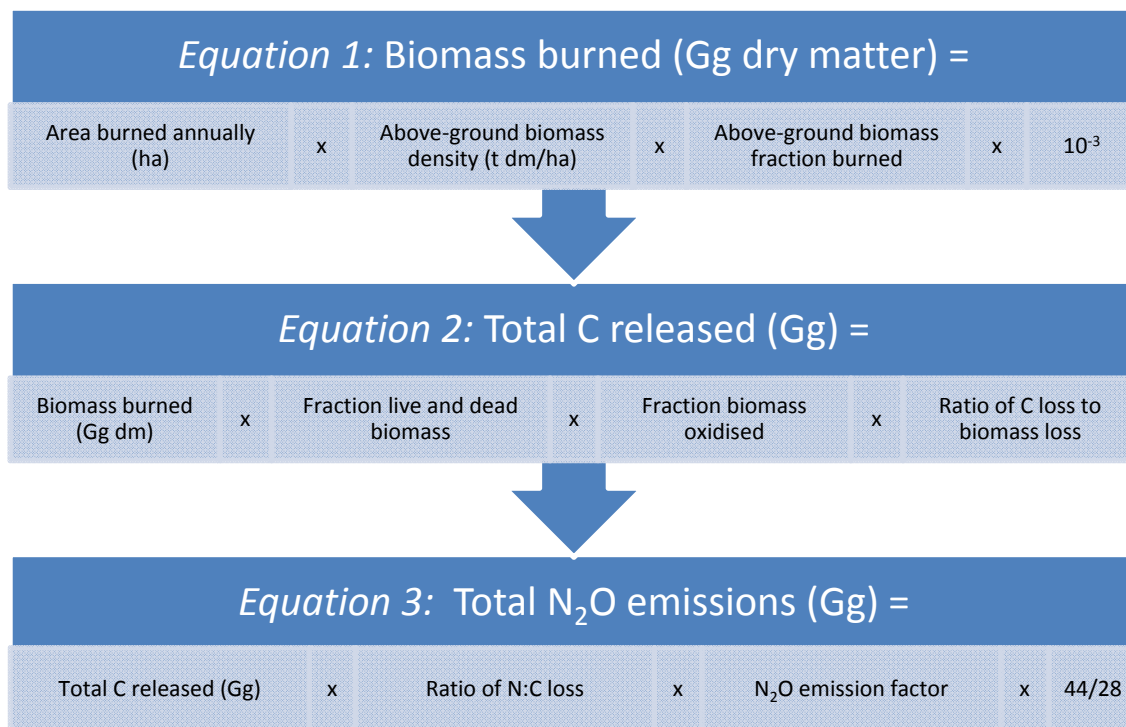 Equation 1: Biomass burned (Gg dry matter) =
Area burned annually
(ha)
x
Above-ground biomass
density (t dm/ha)
x
Above-ground biomass
fraction burned
x
10⁻³
Equation 2: Total C released (Gg) =
Biomass burned
(Gg dm)
x
Fraction live and dead
biomass
x
Fraction biomass
oxidised
x
Ratio of C loss to
biomass loss
Equation 3: Total N₂O emissions (Gg) =
Total C released (Gg)
x
Ratio of N:C loss
x
N₂O emission factor
x
44/28